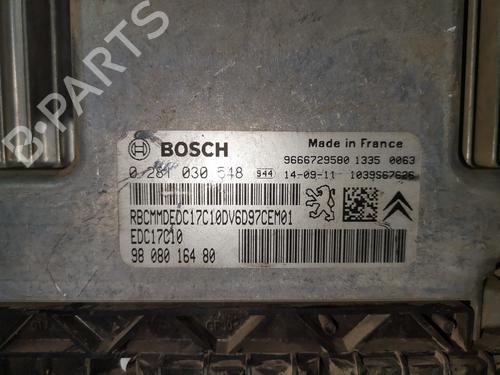 BOSCH
Made in France
9666729580 1335 0063
0 281 030 548 944 14-09-11 1039S67626
RBCMMDEDC17C10DV6D97CEM01
EDC17C10
98 080 164 80
B-PARTS